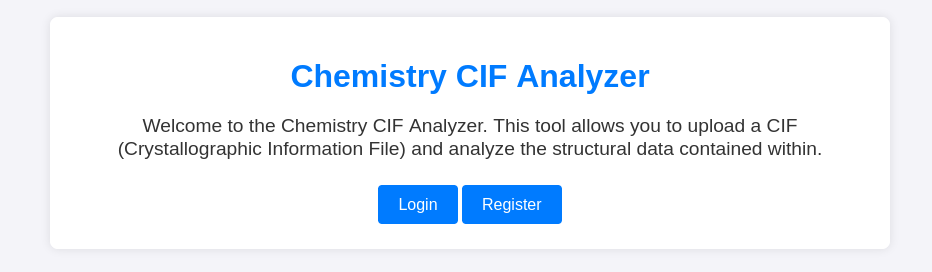 Chemistry CIF Analyzer
Welcome to the Chemistry CIF Analyzer. This tool allows you to upload a CIF
(Crystallographic Information File) and analyze the structural data contained within.
Login Register